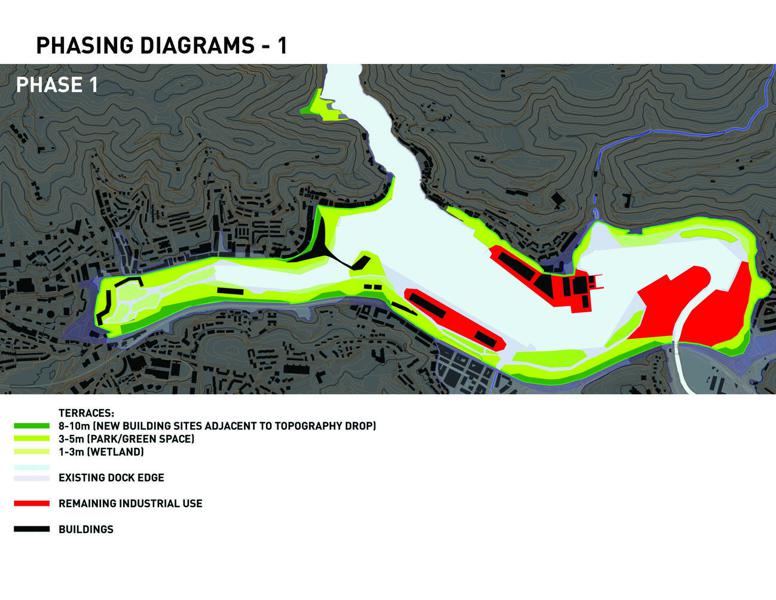 PHASING DIAGRAMS - 1
PHASE 1
TERRACES:
8-10m (NEW BUILDING SITES ADJACENT TO TOPOGRAPHY DROP)
3-5m (PARK/GREEN SPACE)
1-3m (WETLAND)
EXISTING DOCK EDGE
REMAINING INDUSTRIAL USE
BUILDINGS